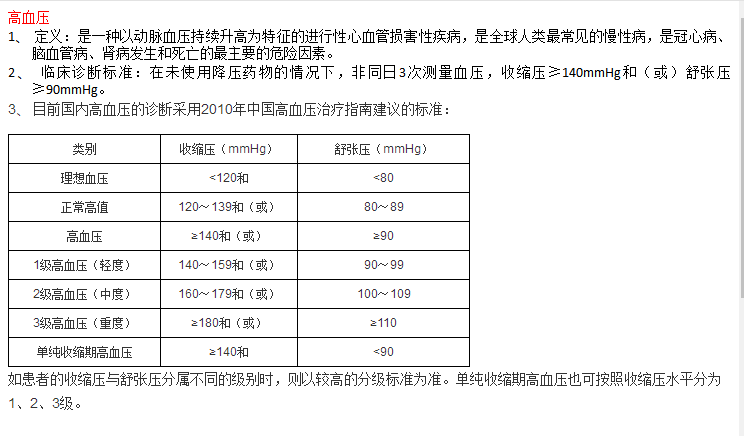 高血压
1、 定义：是一种以动脉血压持续升高为特征的进行性心血管损害性疾病，是全球人类最常见的慢性病，是冠心病、
脑血管病、肾病发生和死亡的最主要的危险因素。
2、 临床诊断标准：在未使用降压药物的情况下，非同日3次测量血压，收缩压≥140mmHg和（或）舒张压
≥90mmHg。
3、 目前国内高血压的诊断采用2010年中国高血压治疗指南建议的标准：
类别 收缩压（mmHg） 舒张压（mmHg）
理想血压 <120和 <80
正常高值 120～139和（或） 80～89
高血压 ≥140和（或） ≥90
1级高血压（轻度） 140～159和（或） 90～99
2级高血压（中度） 160～179和（或） 100～109
3级高血压（重度） ≥180和（或） ≥110
单纯收缩期高血压 ≥140和 <90
如患者的收缩压与舒张压分属不同的级别时，则以较高的分级标准为准。单纯收缩期高血压也可按照收缩压水平分为
1、2、3级。